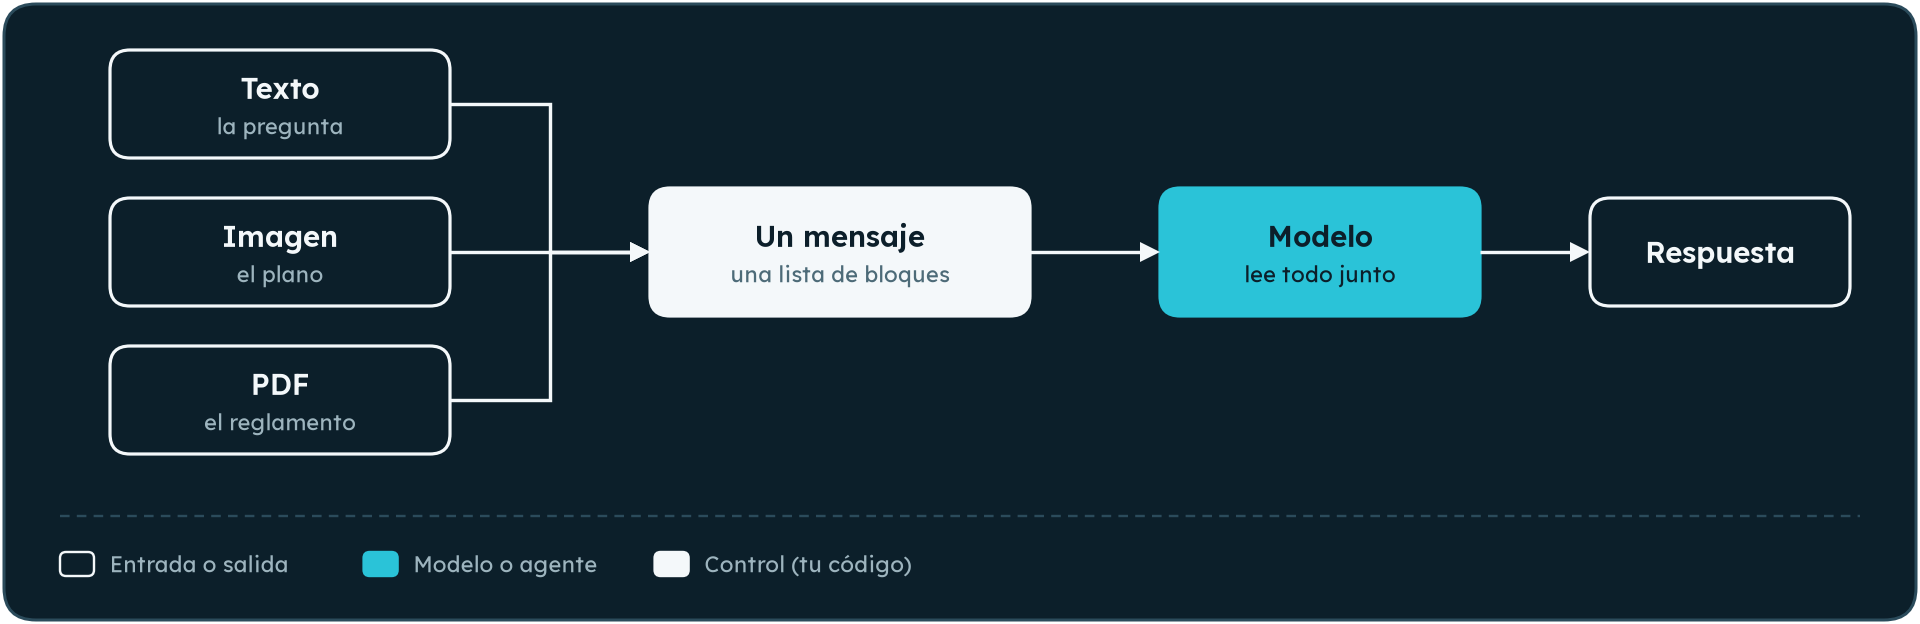 Texto
la pregunta
Imagen
el plano
PDF
el reglamento
Un mensaje
una lista de bloques
Modelo
lee todo junto
Respuesta
Entrada o salida
Modelo o agente
Control (tu código)